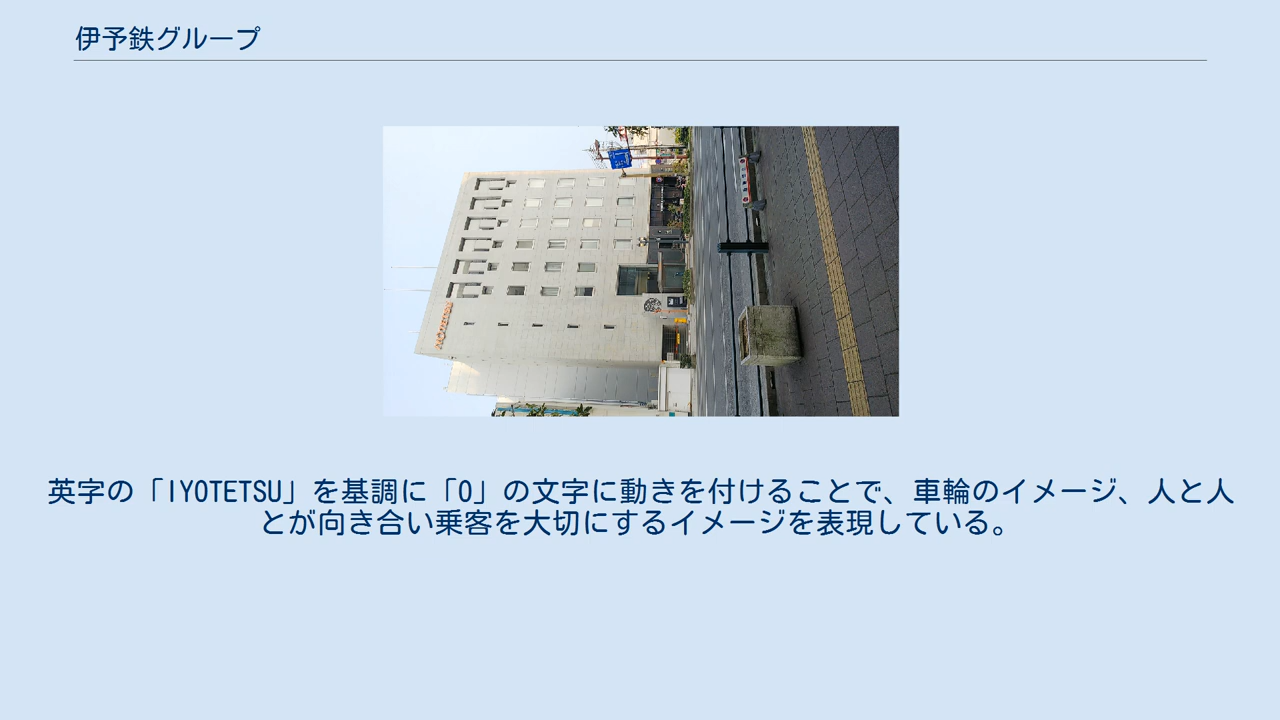 伊予鉄グループ
英字の「IYOTETSU」を基調に「O」の文字に動きを付けることで、車輪のイメージ、人と人
とが向き合い乗客を大切にするイメージを表現している。